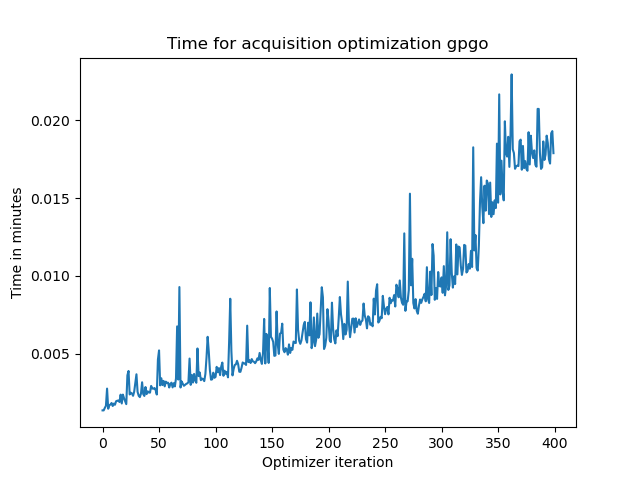 Time for acquisition optimization gpgo
0.020
0.015
0.010
0.005
Time in minutes
0 50 100 150 200 250 300 350 400
Optimizer iteration